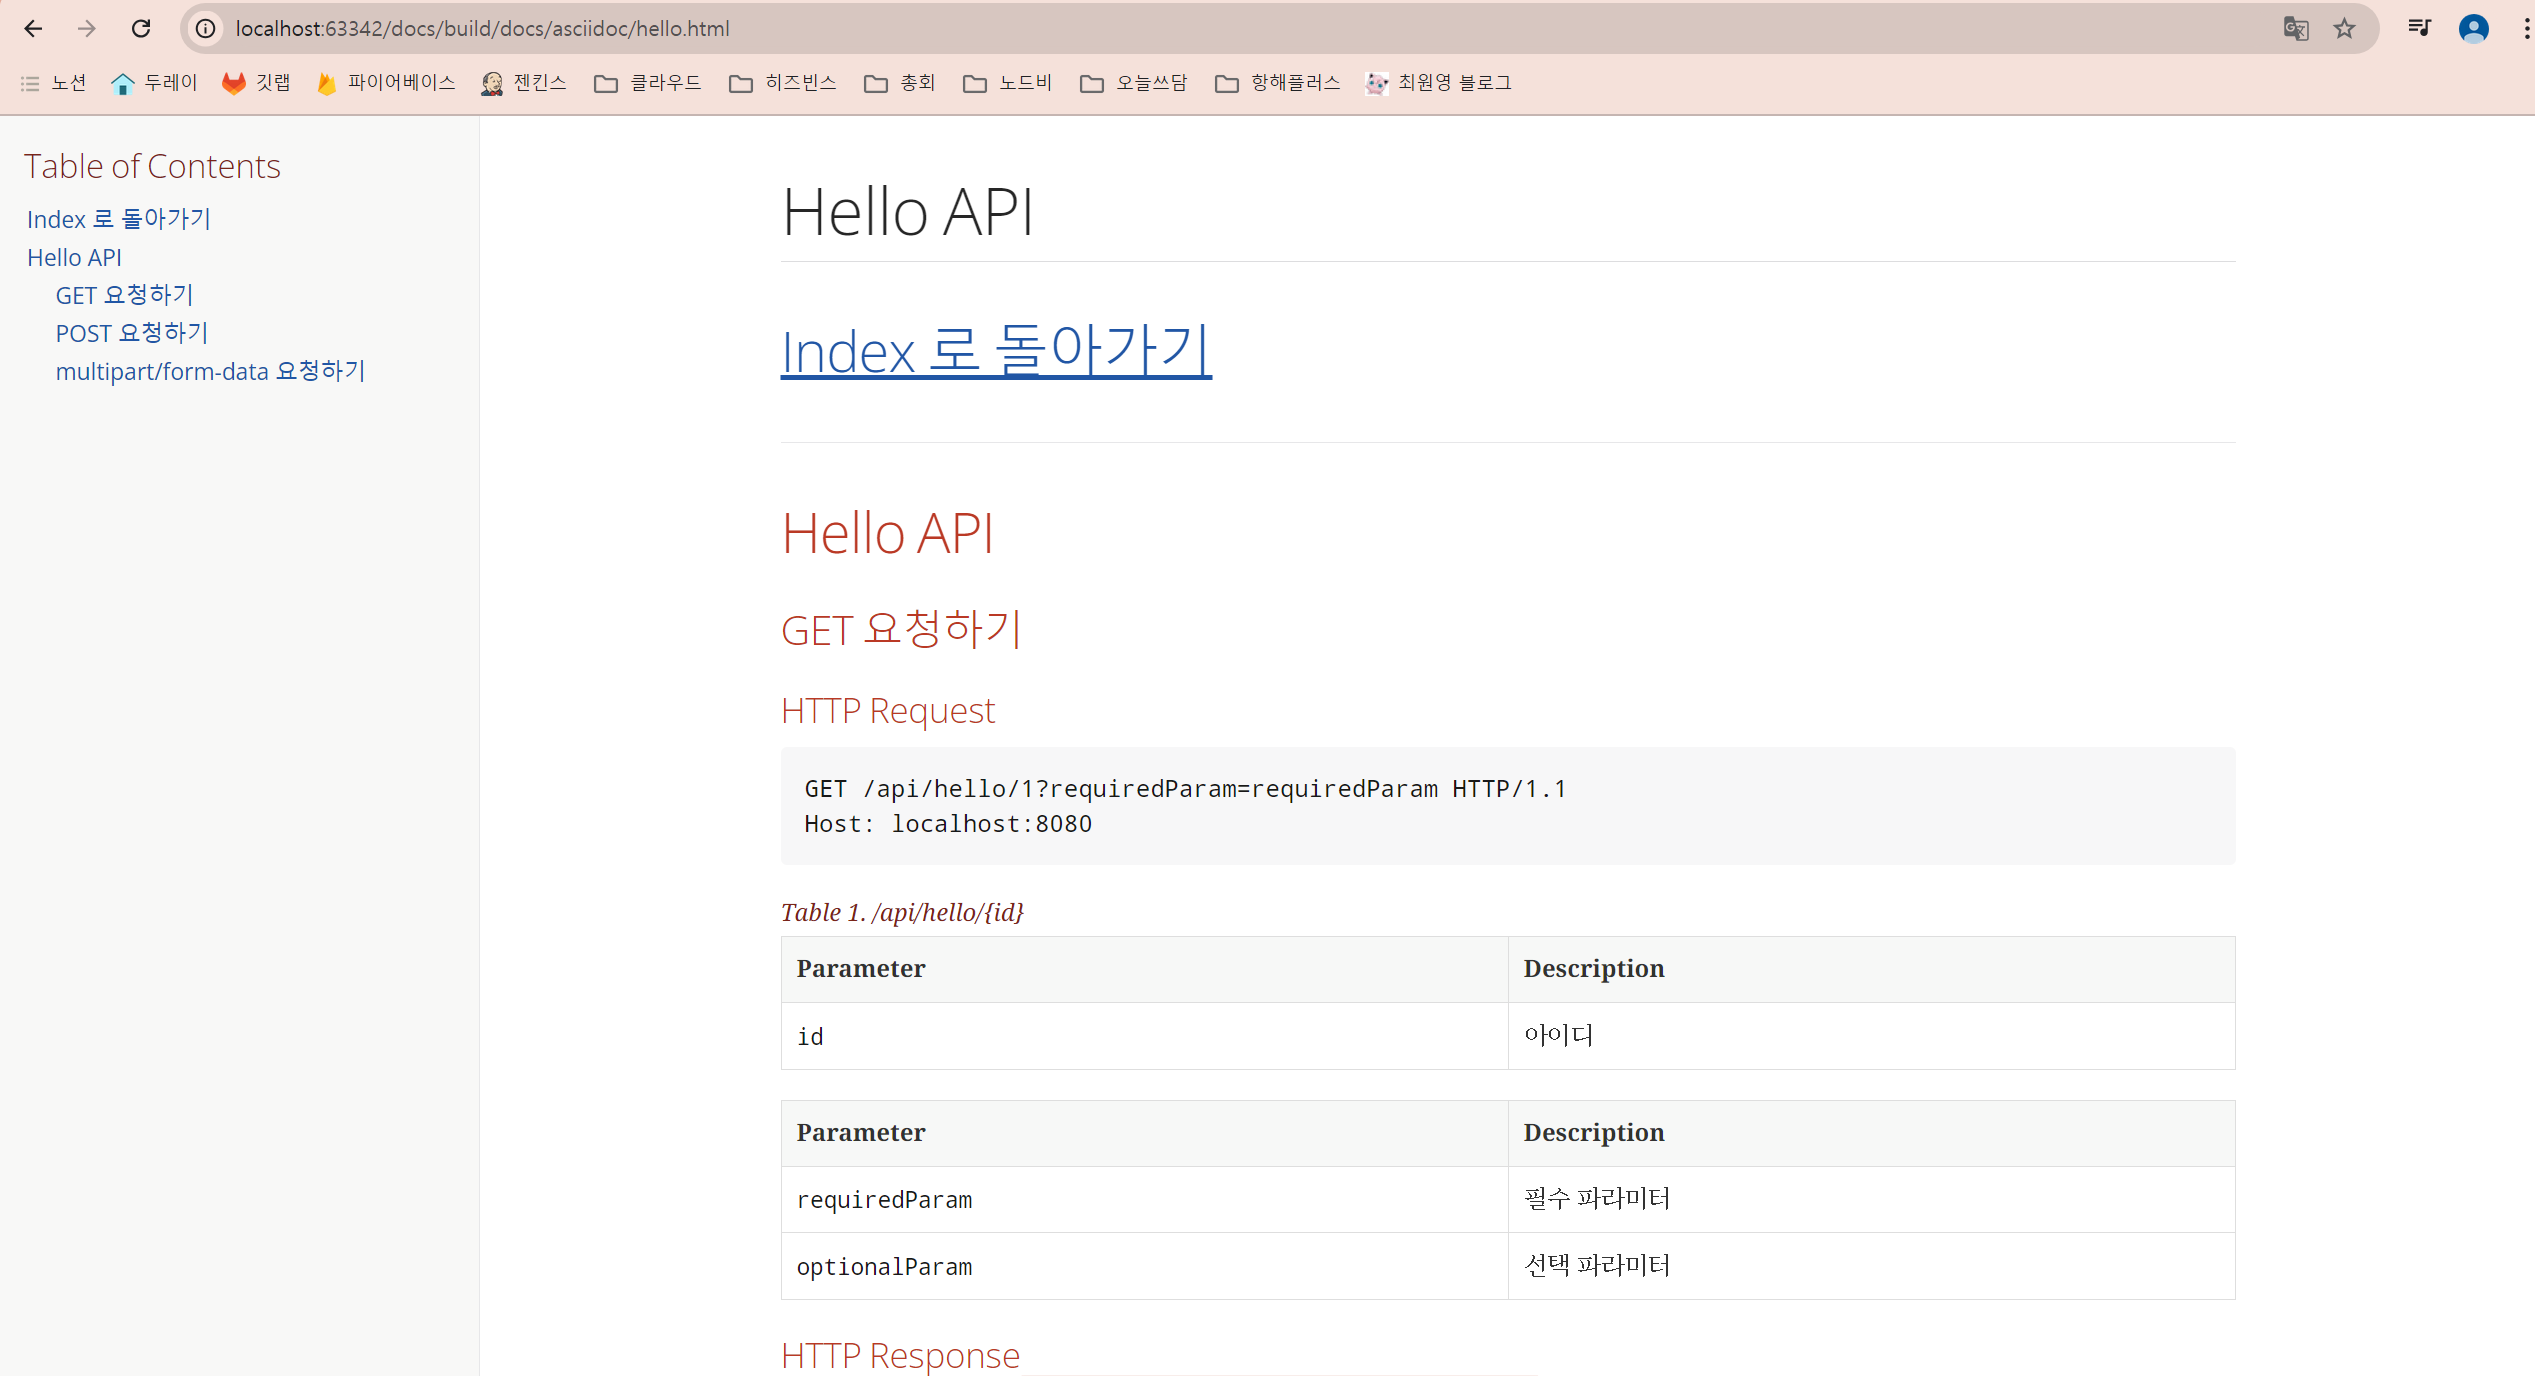 localhost:63342/docs/build/docs/asciidoc/hello.html
노션 두레이 깃랩 파이어베이스 젠킨스 클라우드 히즈빈스 총회 노드비 오늘쓰담 항해플러스 최원영 블로그
Table of Contents
Index 로 돌아가기
Hello API
GET 요청하기
POST 요청하기
multipart/form-data 요청하기
Hello API
Index 로 돌아가기
Hello API
GET 요청하기
HTTP Request
GET /api/hello/1?requiredParam=requiredParam HTTP/1.1
Host: localhost:8080
Table 1. /api/hello/{id}
Parameter Description
id 아이디
Parameter Description
requiredParam 필수 파라미터
optionalParam 선택 파라미터
HTTP Response